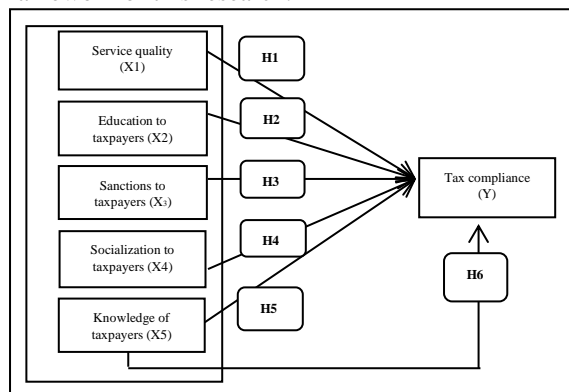 Service quality
(X1)
H1
Education to
taxpayers (X2)
H2
Sanctions to
taxpayers (X₃)
H3
Tax compliance
(Y)
Socialization to
taxpayers (X4)
H4
Knowledge of
taxpayers (X5)
H5
H6